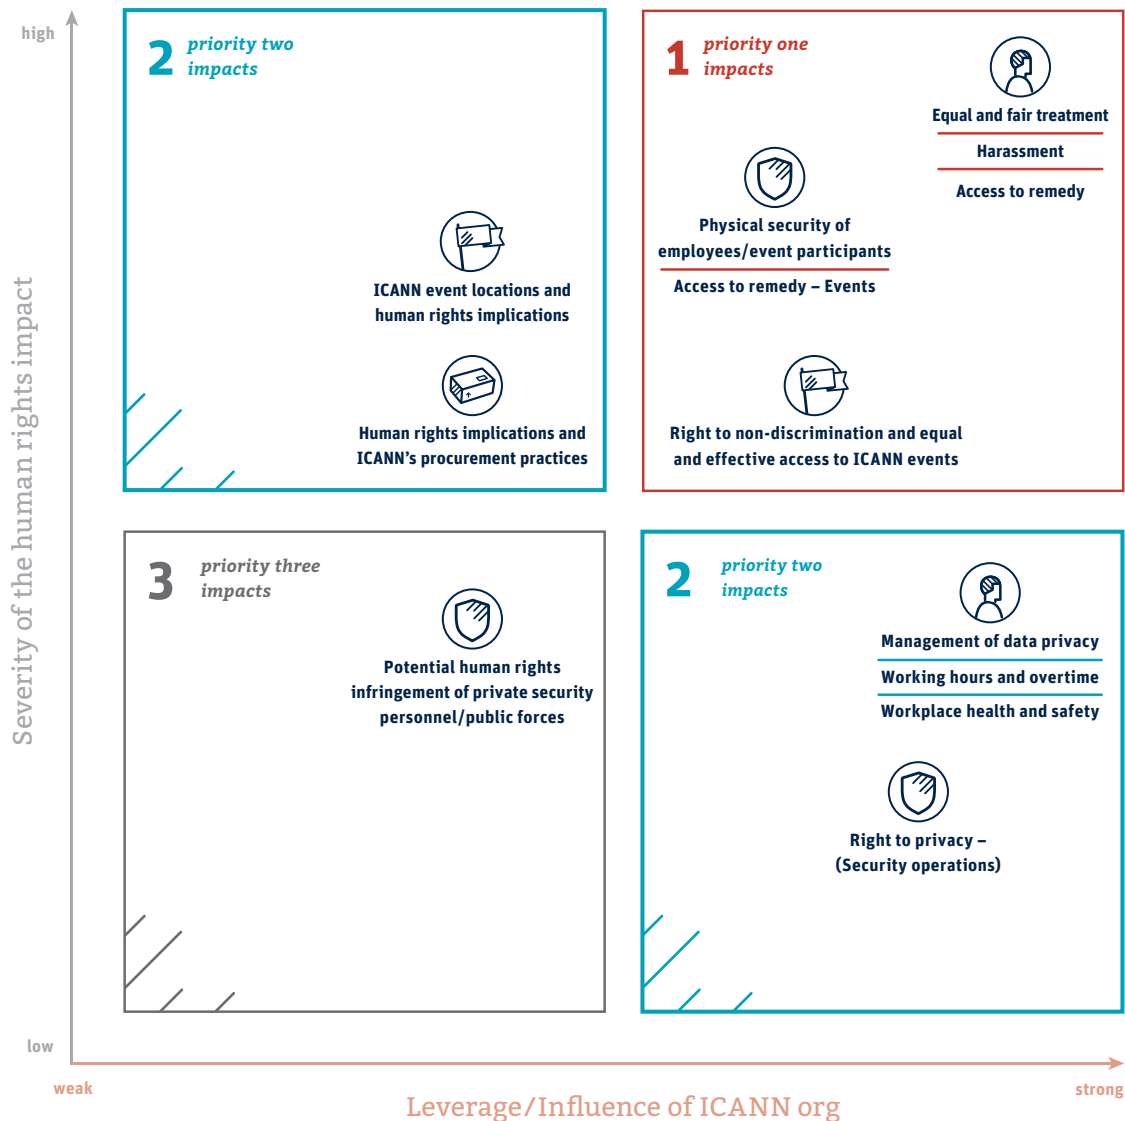 high
2
priority two
impacts
ICANN event locations and
human rights implications
Human rights implications and
ICANN's procurement practices
1
priority one
impacts
Equal and fair treatment
Harassment
Access to remedy
Physical security of
employees/event participants
Access to remedy – Events
Right to non-discrimination and equal
and effective access to ICANN events
Severity of the human rights impact
3
priority three
impacts
Potential human rights
infringement of private security
personnel/public forces
2
priority two
impacts
Management of data privacy
Working hours and overtime
Workplace health and safety
Right to privacy –
(Security operations)
low
weak
strong
Leverage/Influence of ICANN org